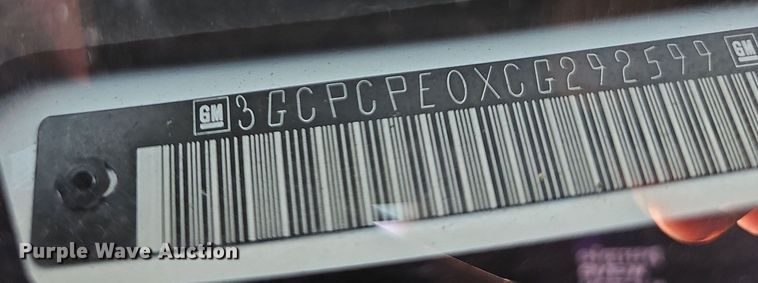 GM 3GCPCPE0XCG292599 GM
Purple Wave Auction